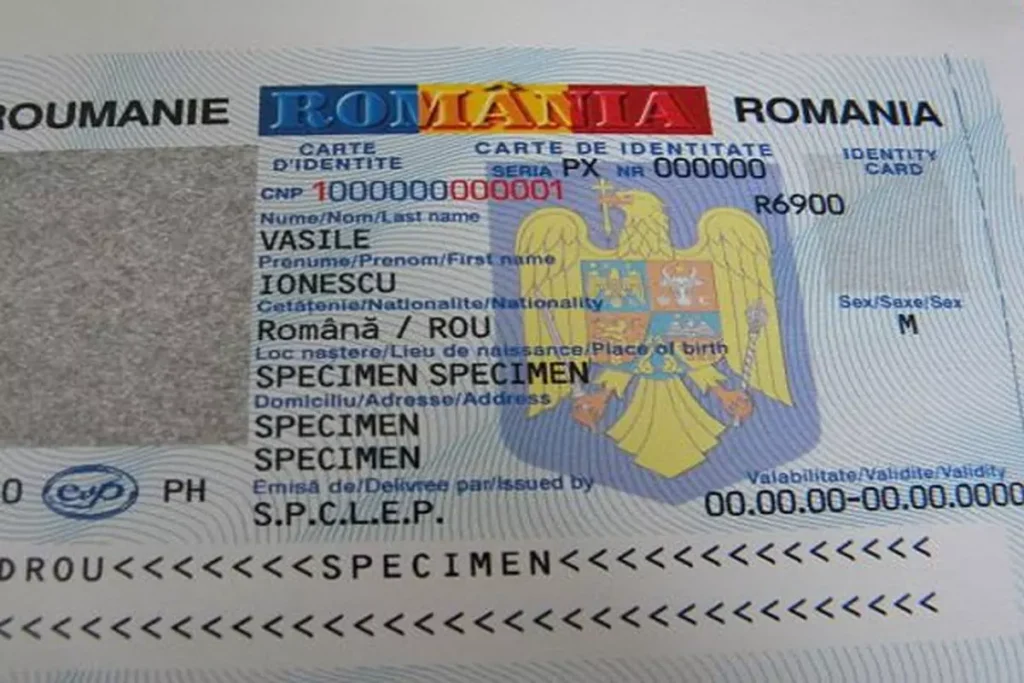 ROUMANIE ROMÂNIA ROMANIA
CARTE D'IDENTITE CARTE DE IDENTITATE IDENTITY CARD
SERIA PX NR 000000
CNP 1000000000001
R6900
Nume/Nom/Last name
VASILE
Prenume/Prenom/First name
IONESCU
Cetăţenie/Nationalite/Nationality
Română / ROU
Sex/Sexe/Sex
M
Loc naştere/Lieu de naissance/Place of birth
SPECIMEN SPECIMEN
Domiciliu/Adresse/Address
SPECIMEN
SPECIMEN
Emisă de/Delivree par/Issued by
S.P.C.L.E.P.
Valabilitate/Validite/Validity
00.00.00-00.00.0000
0 PH
DROU<<<<<<<SPECIMEN<<<<<<<<<<<<<<
<<<<<<<<<<<<<<<<<<<<<<<<<<<<<<<